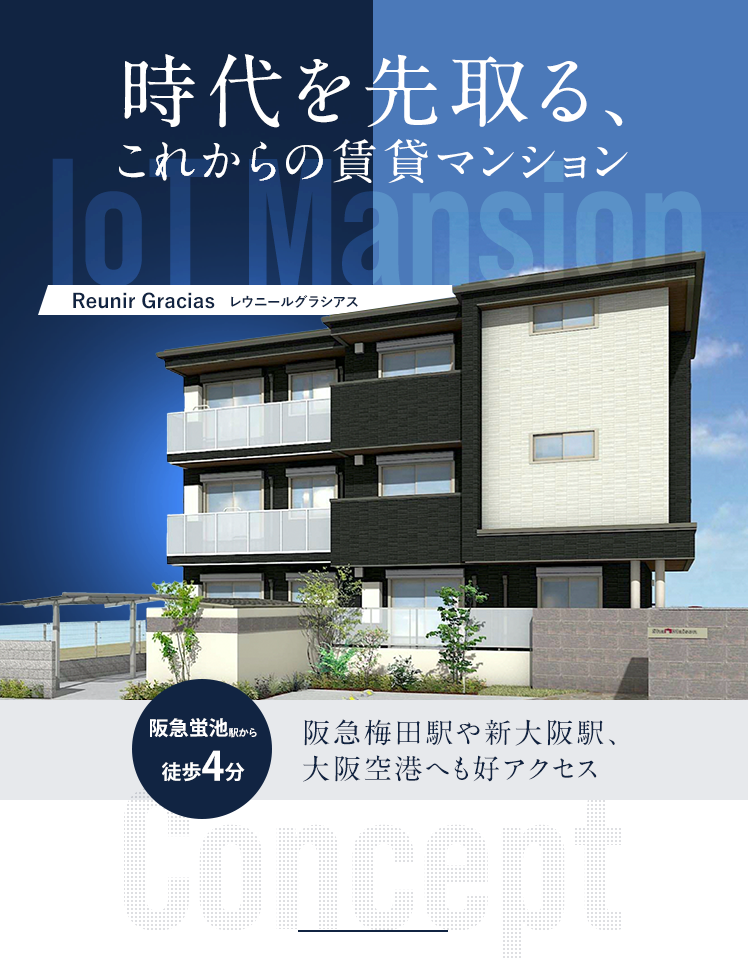 時代を先取る、
これからの賃貸マンション
IoT Mansion
Reunir Gracias レウニールグラシアス
阪急蛍池駅から
徒歩4分
阪急梅田駅や新大阪駅、
大阪空港へも好アクセス
Concept